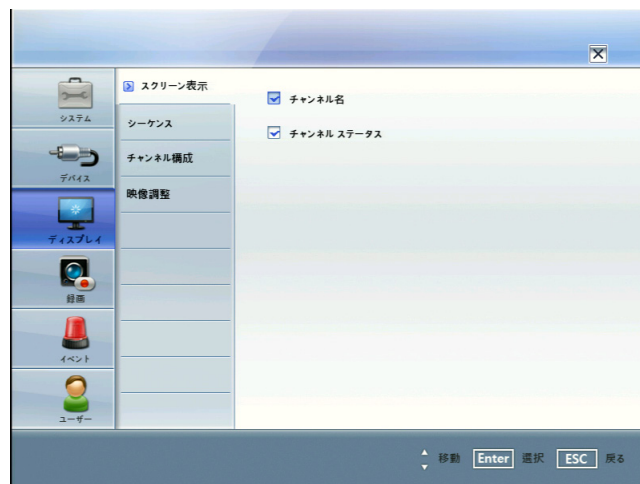 システム
デバイス
ディスプレイ
録画
イベント
ユーザー
スクリーン表示
シーケンス
チャンネル構成
映像調整
チャンネル名
チャンネル ステータス
移動 Enter 選択 ESC 戻る